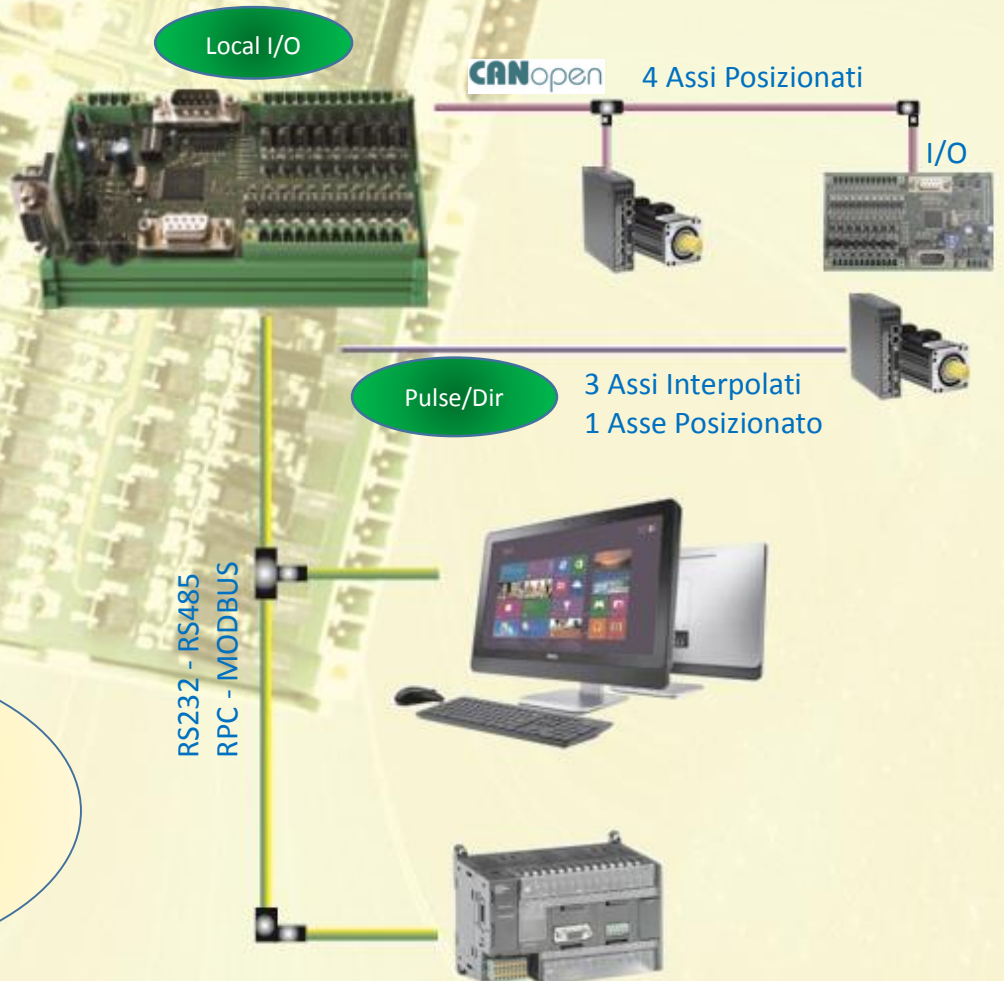 Local I/O
CANopen
4 Assi Posizionati
I/O
Pulse/Dir
3 Assi Interpolati
1 Asse Posizionato
RS232 - RS485
RPC - MODBUS